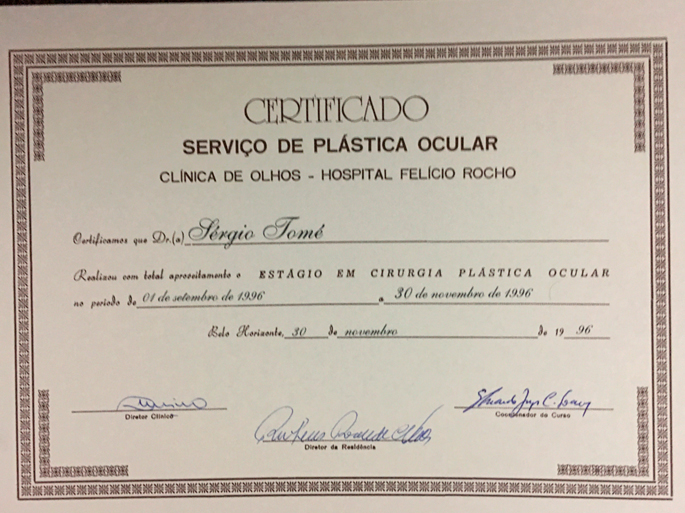 CERTIFICADO
SERVIÇO DE PLÁSTICA OCULAR
CLÍNICA DE OLHOS - HOSPITAL FELÍCIO ROCHO
Certificamos que Dr.(a) Sérgio Tomé
Realizou com total aproveitamento o ESTÁGIO EM CIRURGIA PLÁSTICA OCULAR
no período de 01 de setembro de 1996 a 30 de novembro de 1996
Belo Horizonte, 30 de novembro de 19 96
Diretor Clínico
Coordenador do Curso
Diretor da Residência